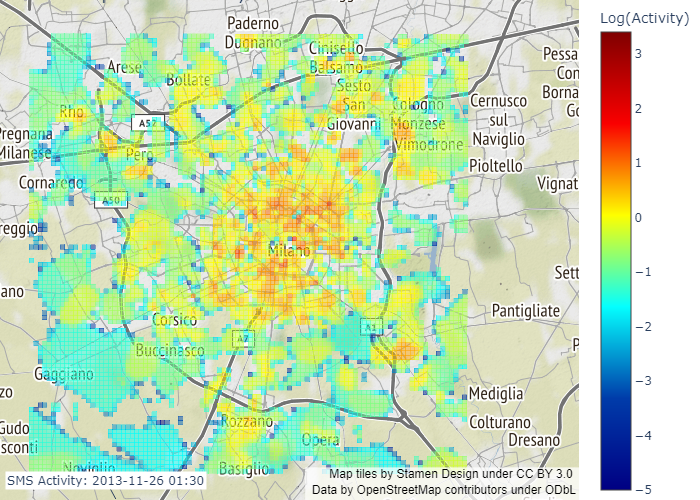 Log(Activity)
3
2
1
0
−1
−2
−3
−4
−5
Paderno
Dugnano
Cinisello
Balsamo
Arese
Bollate
Sesto
San
Giovanni
Cologno
Monzese
Cernusco
sul
Naviglio
Pessa
Con
Borna
Go
Rho
A52
Pregnana
Milanese
Pero
Vimodrone
Pioltello
Cornaredo
A50
Vignat
reggio
Milano
Sett
ano
Pantigliate
Corsico
A7
A1
P
Buccinasco
Gaggiano
zo
Mediglia
Rozzano
Colturano
Dresano
Gudo
sconti
Opera
Noviglio
Basiglio
SMS Activity: 2013-11-26 01:30
Map tiles by Stamen Design under CC BY 3.0
Data by OpenStreetMap contributors under ODbL